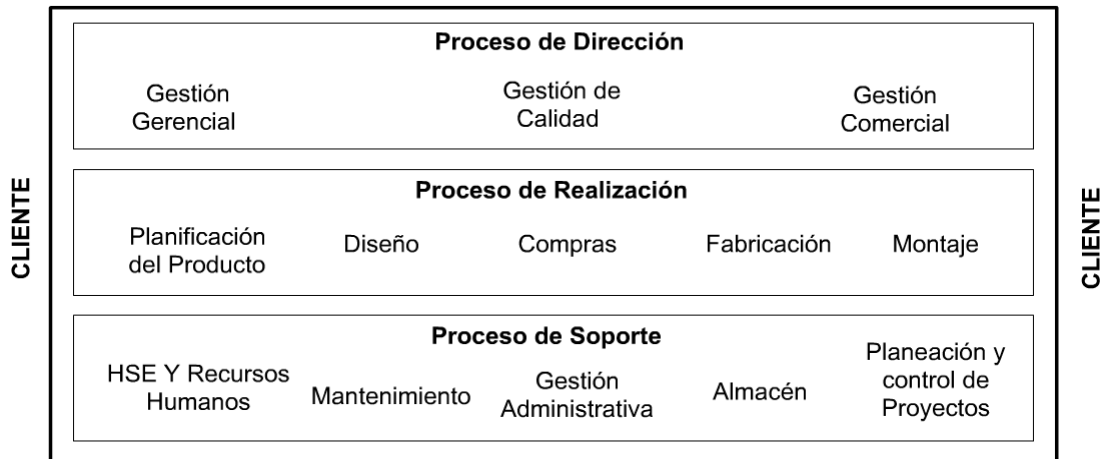 CLIENTE
Proceso de Dirección
Gestión
Gerencial
Gestión de
Calidad
Gestión
Comercial
Proceso de Realización
Planificación
del Producto
Diseño
Compras
Fabricación
Montaje
Proceso de Soporte
HSE Y Recursos
Humanos
Mantenimiento
Gestión
Administrativa
Almacén
Planeación y
control de
Proyectos
CLIENTE